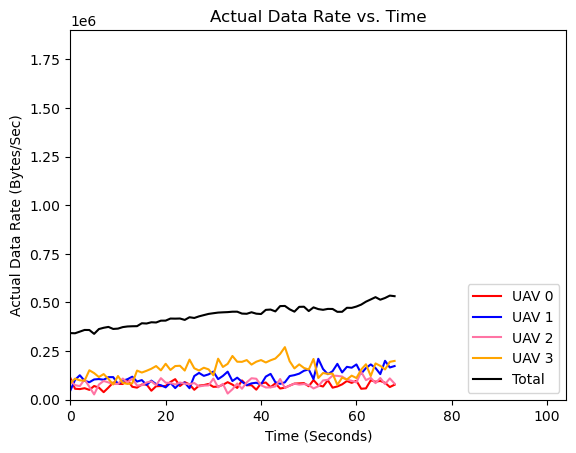 Actual Data Rate vs. Time
1e6
1.75
1.50
1.25
1.00
0.75
0.50
0.25
0.00
Actual Data Rate (Bytes/Sec)
0 20 40 60 80 100
Time (Seconds)
UAV 0
UAV 1
UAV 2
UAV 3
Total